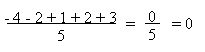 -4-2+1+2+3/5 = 0/5 = 0